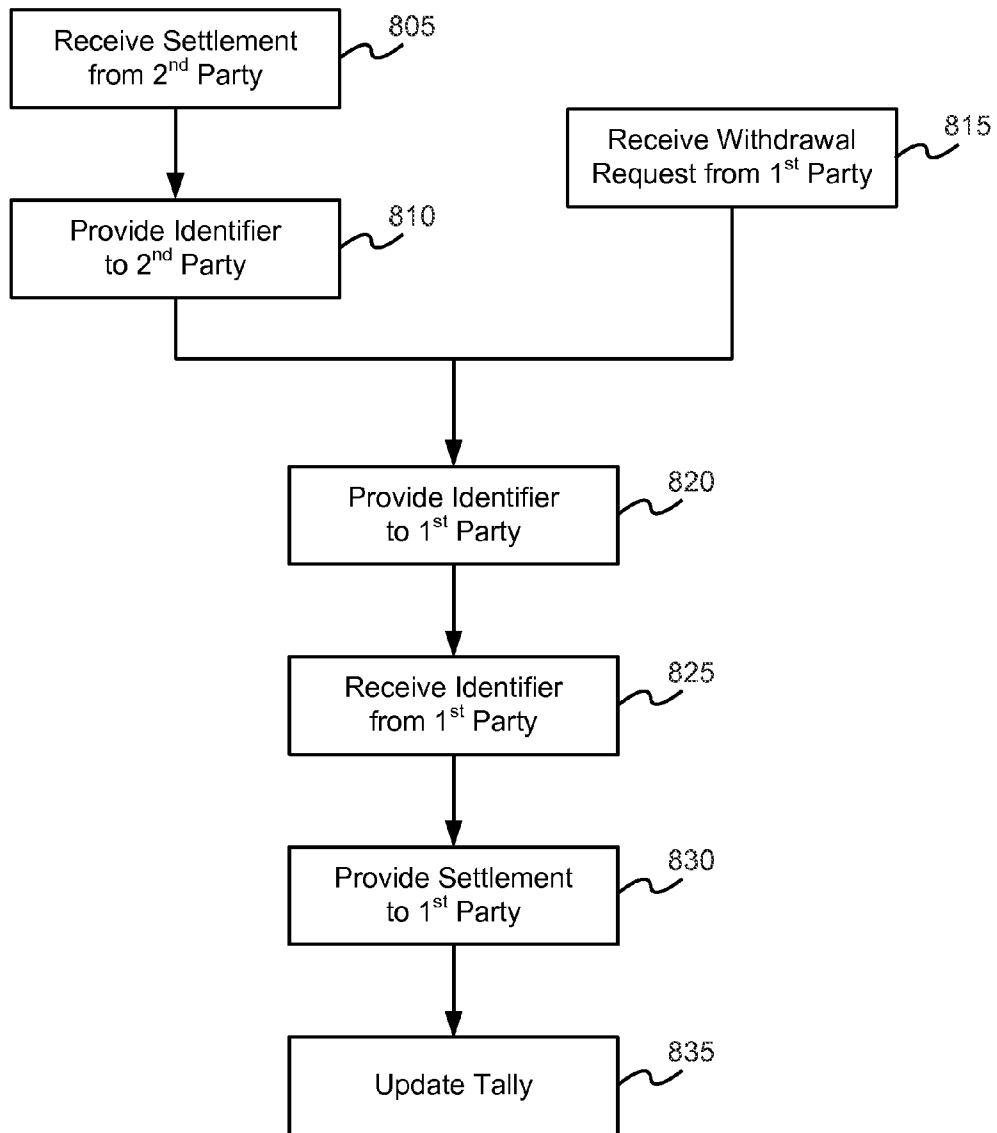 Receive Settlement
from 2nd Party
805
Receive Withdrawal
Request from 1st Party
815
Provide Identifier
to 2nd Party
810
Provide Identifier
to 1st Party
820
Receive Identifier
from 1st Party
825
Provide Settlement
to 1st Party
830
Update Tally
835